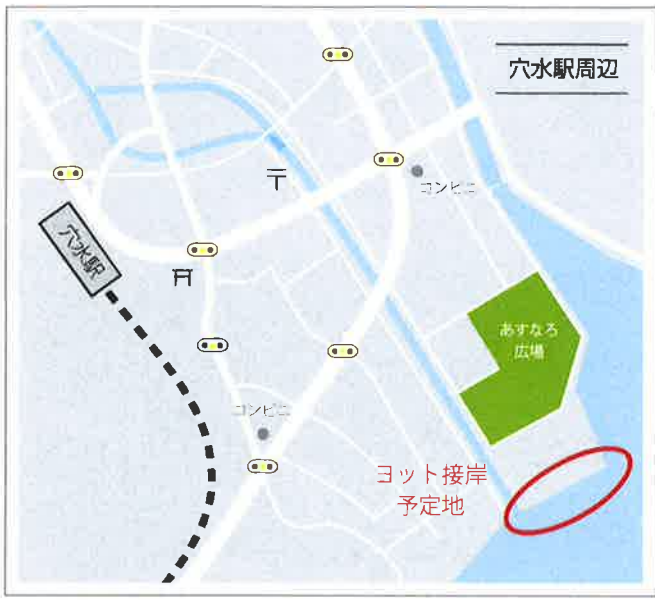 穴水駅周辺
コンビニ
穴水駅
あすなろ
広場
コンビニ
ヨット接岸
予定地